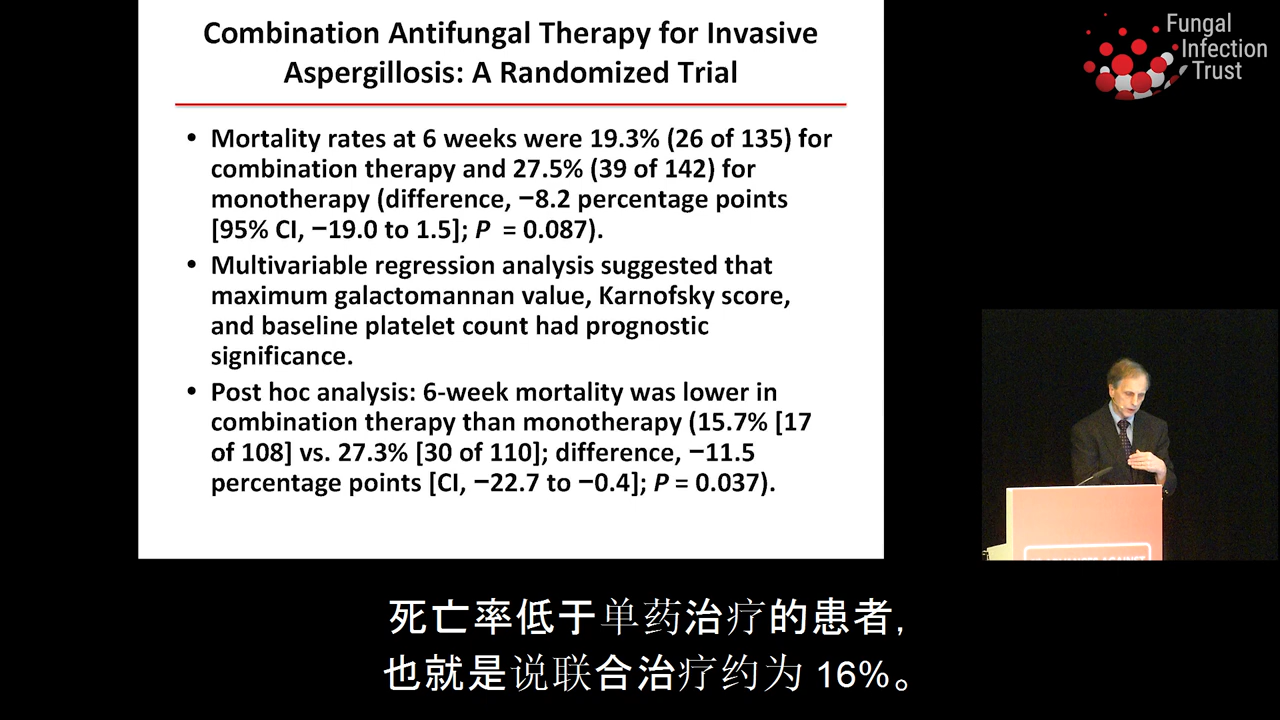 Combination Antifungal Therapy for Invasive
Aspergillosis: A Randomized Trial
• Mortality rates at 6 weeks were 19.3% (26 of 135) for
combination therapy and 27.5% (39 of 142) for
monotherapy (difference, −8.2 percentage points
[95% CI, −19.0 to 1.5]; P = 0.087).
• Multivariable regression analysis suggested that
maximum galactomannan value, Karnofsky score,
and baseline platelet count had prognostic
significance.
• Post hoc analysis: 6-week mortality was lower in
combination therapy than monotherapy (15.7% [17
of 108] vs. 27.3% [30 of 110]; difference, −11.5
percentage points [CI, −22.7 to −0.4]; P = 0.037).
Fungal
Infection
Trust
死亡率低于单药治疗的患者,
也就是说联合治疗约为 16%。